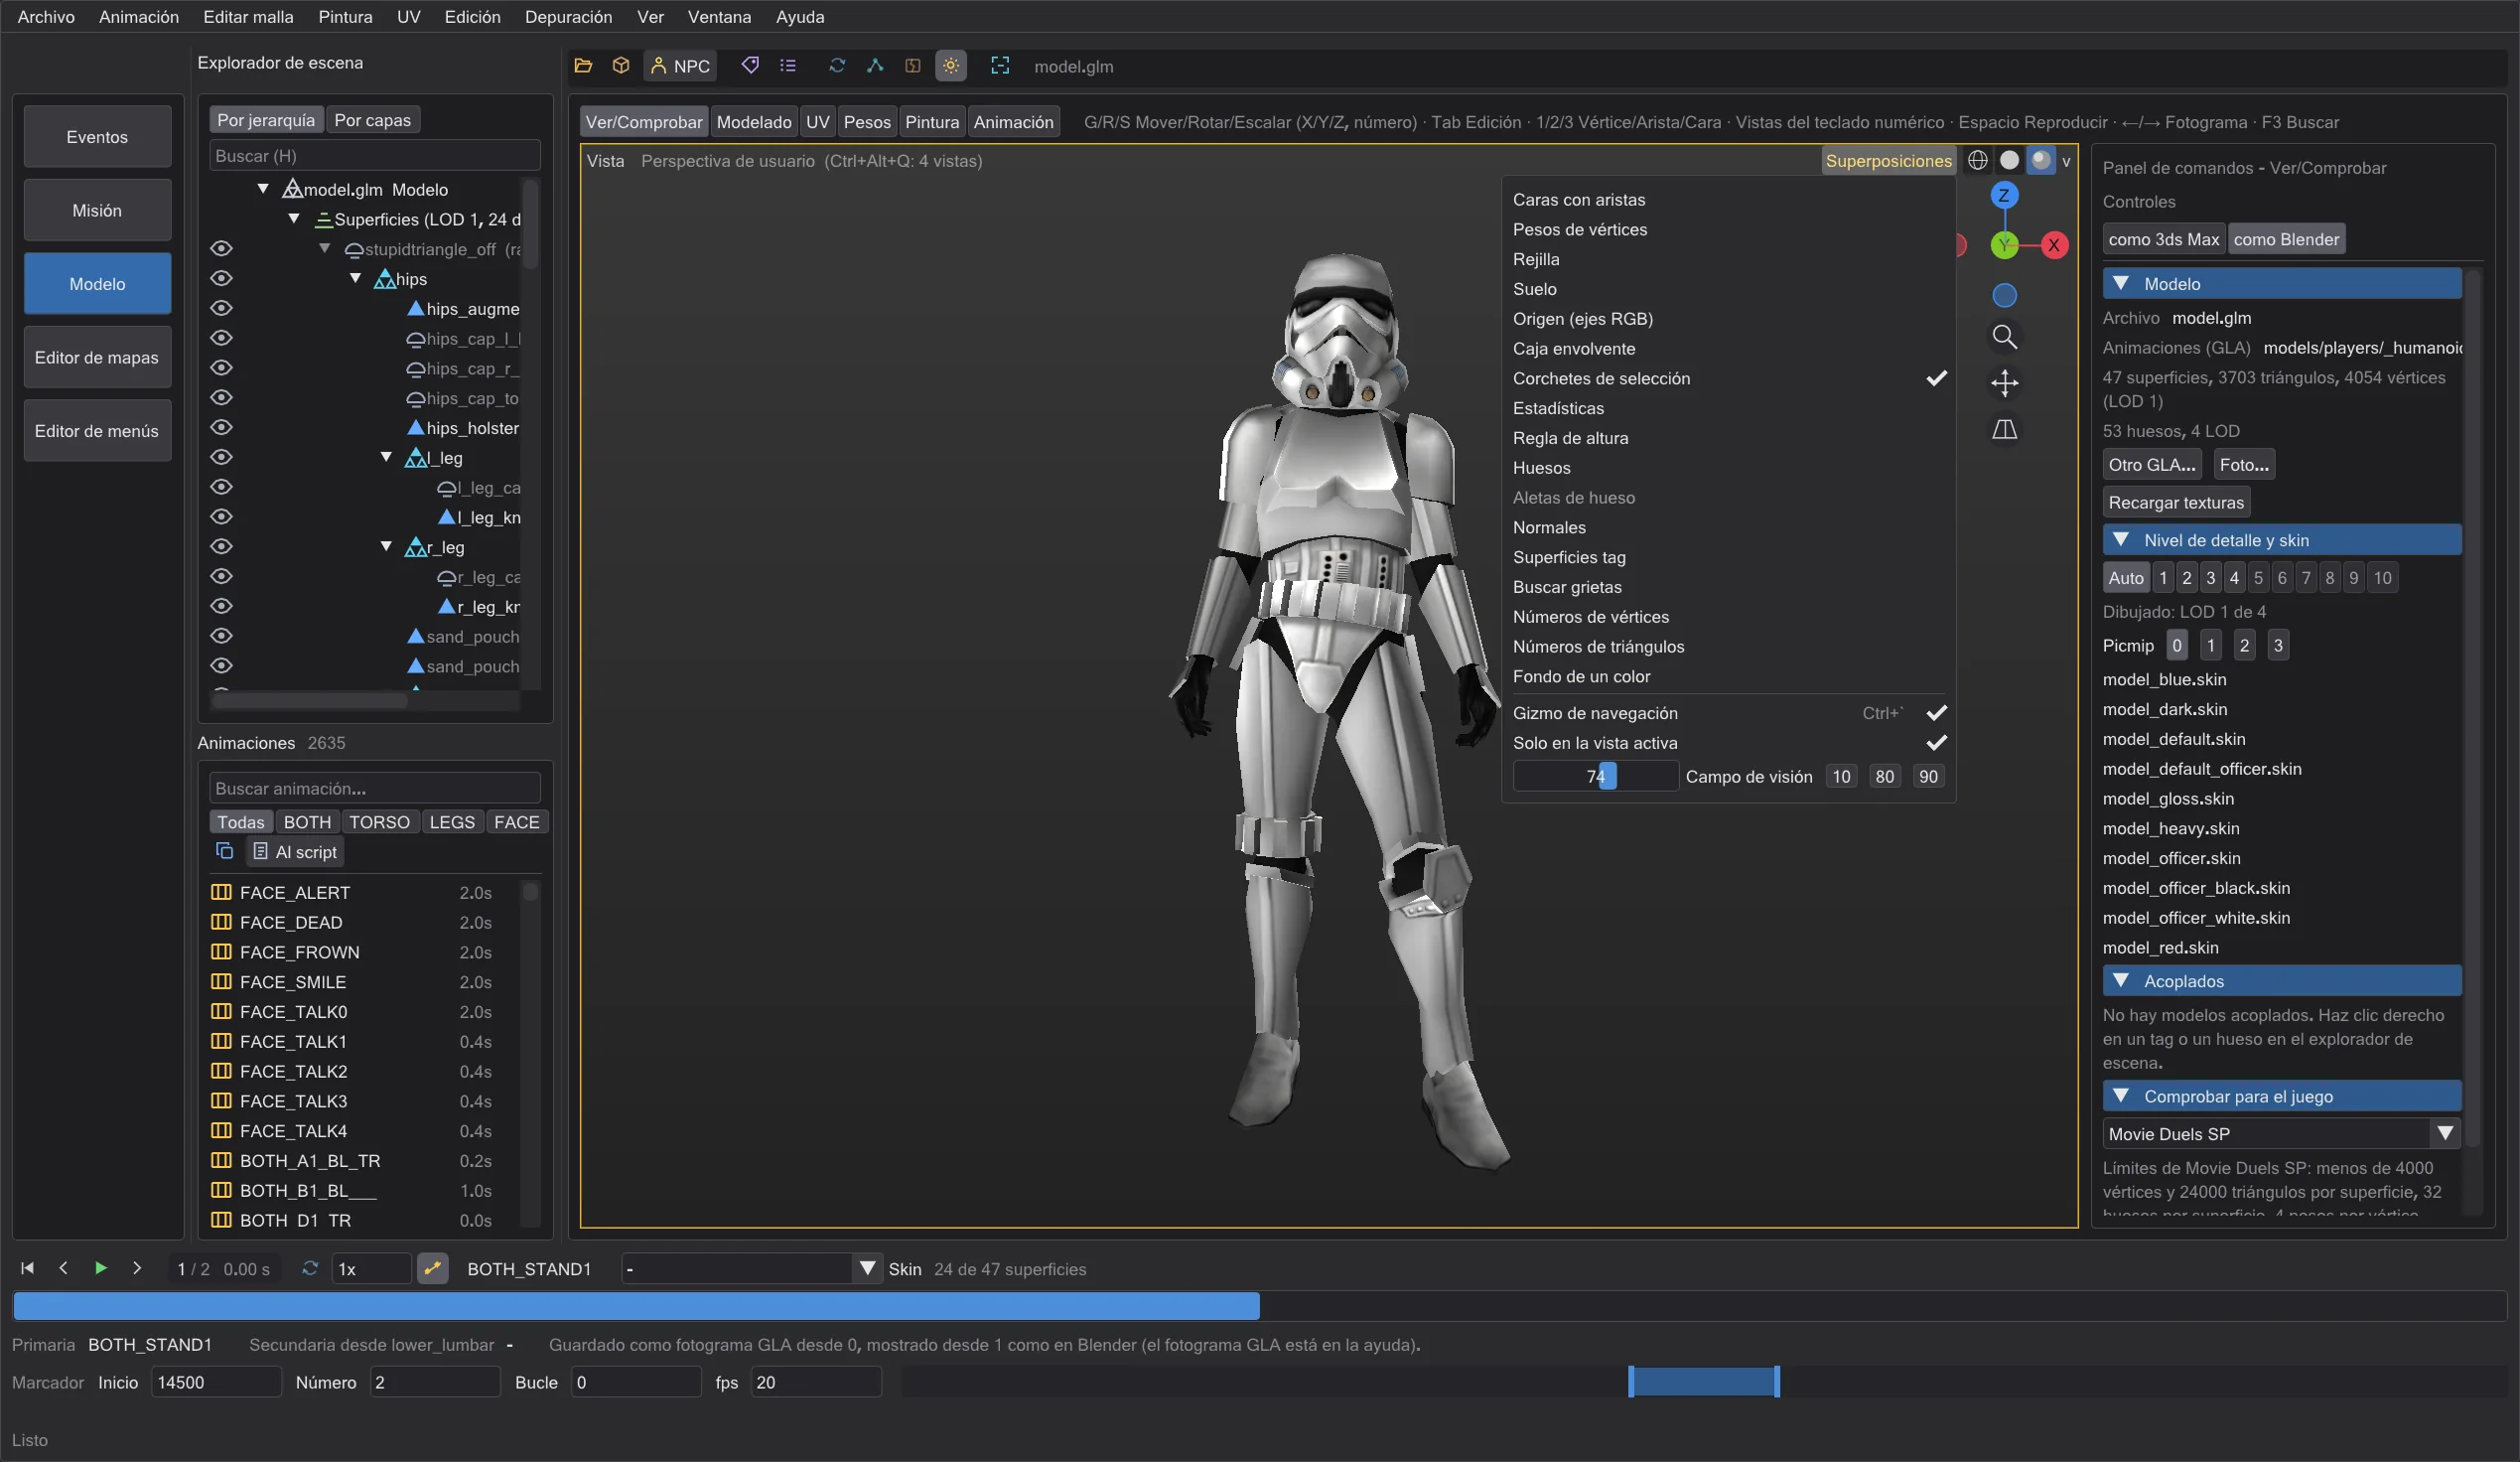 Archivo Animación Editar malla Pintura UV Edición Depuración Ver Ventana Ayuda
Explorador de escena
NPC model.glm
Eventos
Misión
Modelo
Editor de mapas
Editor de menús
Por jerarquía Por capas
Buscar (H)
model.glm Modelo
Superficies (LOD 1, 24 d
stupidtriangle_off (ra
hips
hips_augme
hips_cap_l_l
hips_cap_r_
hips_cap_to
hips_holster
l_leg
l_leg_ca
l_leg_kn
r_leg
r_leg_ca
r_leg_kn
sand_pouch
sand_pouch
Animaciones 2635
Buscar animación...
Todas BOTH TORSO LEGS FACE
Al script
FACE_ALERT 2.0s
FACE_DEAD 2.0s
FACE_FROWN 2.0s
FACE_SMILE 2.0s
FACE_TALK0 2.0s
FACE_TALK1 0.4s
FACE_TALK2 0.4s
FACE_TALK3 0.4s
FACE_TALK4 0.4s
BOTH_A1_BL_TR 0.2s
BOTH_B1_BL___ 1.0s
BOTH_D1_TR 0.0s
Ver/Comprobar Modelado UV Pesos Pintura Animación G/R/S Mover/Rotar/Escalar (X/Y/Z, número) · Tab Edición · 1/2/3 Vértice/Arista/Cara · Vistas del teclado numérico · Espacio Reproducir · ←/→ Fotograma · F3 Buscar
Vista Perspectiva de usuario (Ctrl+Alt+Q: 4 vistas) Superposiciones v
Caras con aristas
Pesos de vértices
Rejilla
Suelo
Origen (ejes RGB)
Caja envolvente
Corchetes de selección
Estadísticas
Regla de altura
Huesos
Aletas de hueso
Normales
Superficies tag
Buscar grietas
Números de vértices
Números de triángulos
Fondo de un color
Gizmo de navegación Ctrl+`
Solo en la vista activa
74 Campo de visión 10 80 90
Z
Y X
Panel de comandos - Ver/Comprobar
Controles
como 3ds Max como Blender
Modelo
Archivo model.glm
Animaciones (GLA) models/players/_humanoid
47 superficies, 3703 triángulos, 4054 vértices
(LOD 1)
53 huesos, 4 LOD
Otro GLA... Foto...
Recargar texturas
Nivel de detalle y skin
Auto 1 2 3 4 5 6 7 8 9 10
Dibujado: LOD 1 de 4
Picmip 0 1 2 3
model_blue.skin
model_dark.skin
model_default.skin
model_default_officer.skin
model_gloss.skin
model_heavy.skin
model_officer.skin
model_officer_black.skin
model_officer_white.skin
model_red.skin
Acoplados
No hay modelos acoplados. Haz clic derecho
en un tag o un hueso en el explorador de
escena.
Comprobar para el juego
Movie Duels SP
Límites de Movie Duels SP: menos de 4000
vértices y 24000 triángulos por superficie, 32
huesos por superficie, 4 pesos por vértice
1 / 2 0.00 s 1x BOTH_STAND1 - Skin 24 de 47 superficies
Primaria BOTH_STAND1 Secundaria desde lower_lumbar - Guardado como fotograma GLA desde 0, mostrado desde 1 como en Blender (el fotograma GLA está en la ayuda).
Marcador Inicio 14500 Número 2 Bucle 0 fps 20
Listo